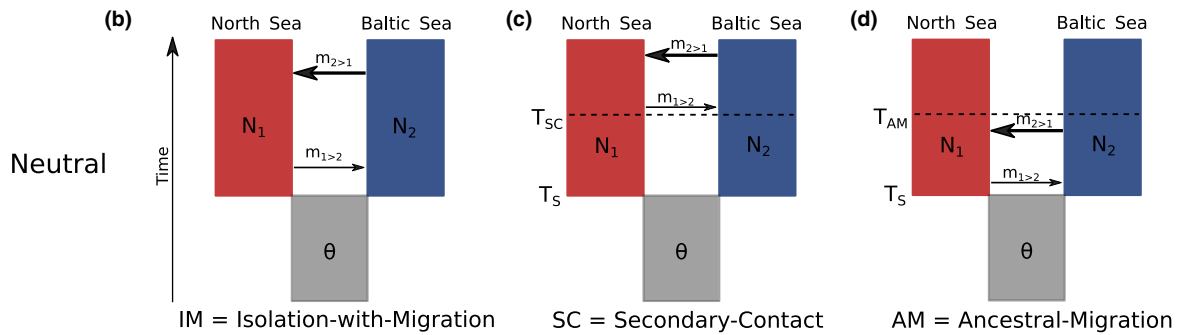 (b)
North Sea
Baltic Sea
m2>1
N1
N2
m1>2
θ
IM = Isolation-with-Migration
(c)
North Sea
Baltic Sea
m2>1
m1>2
TSC
N1
N2
TS
θ
SC = Secondary-Contact
(d)
North Sea
Baltic Sea
TAM
m2>1
N1
N2
m1>2
TS
θ
AM = Ancestral-Migration
Neutral
Time